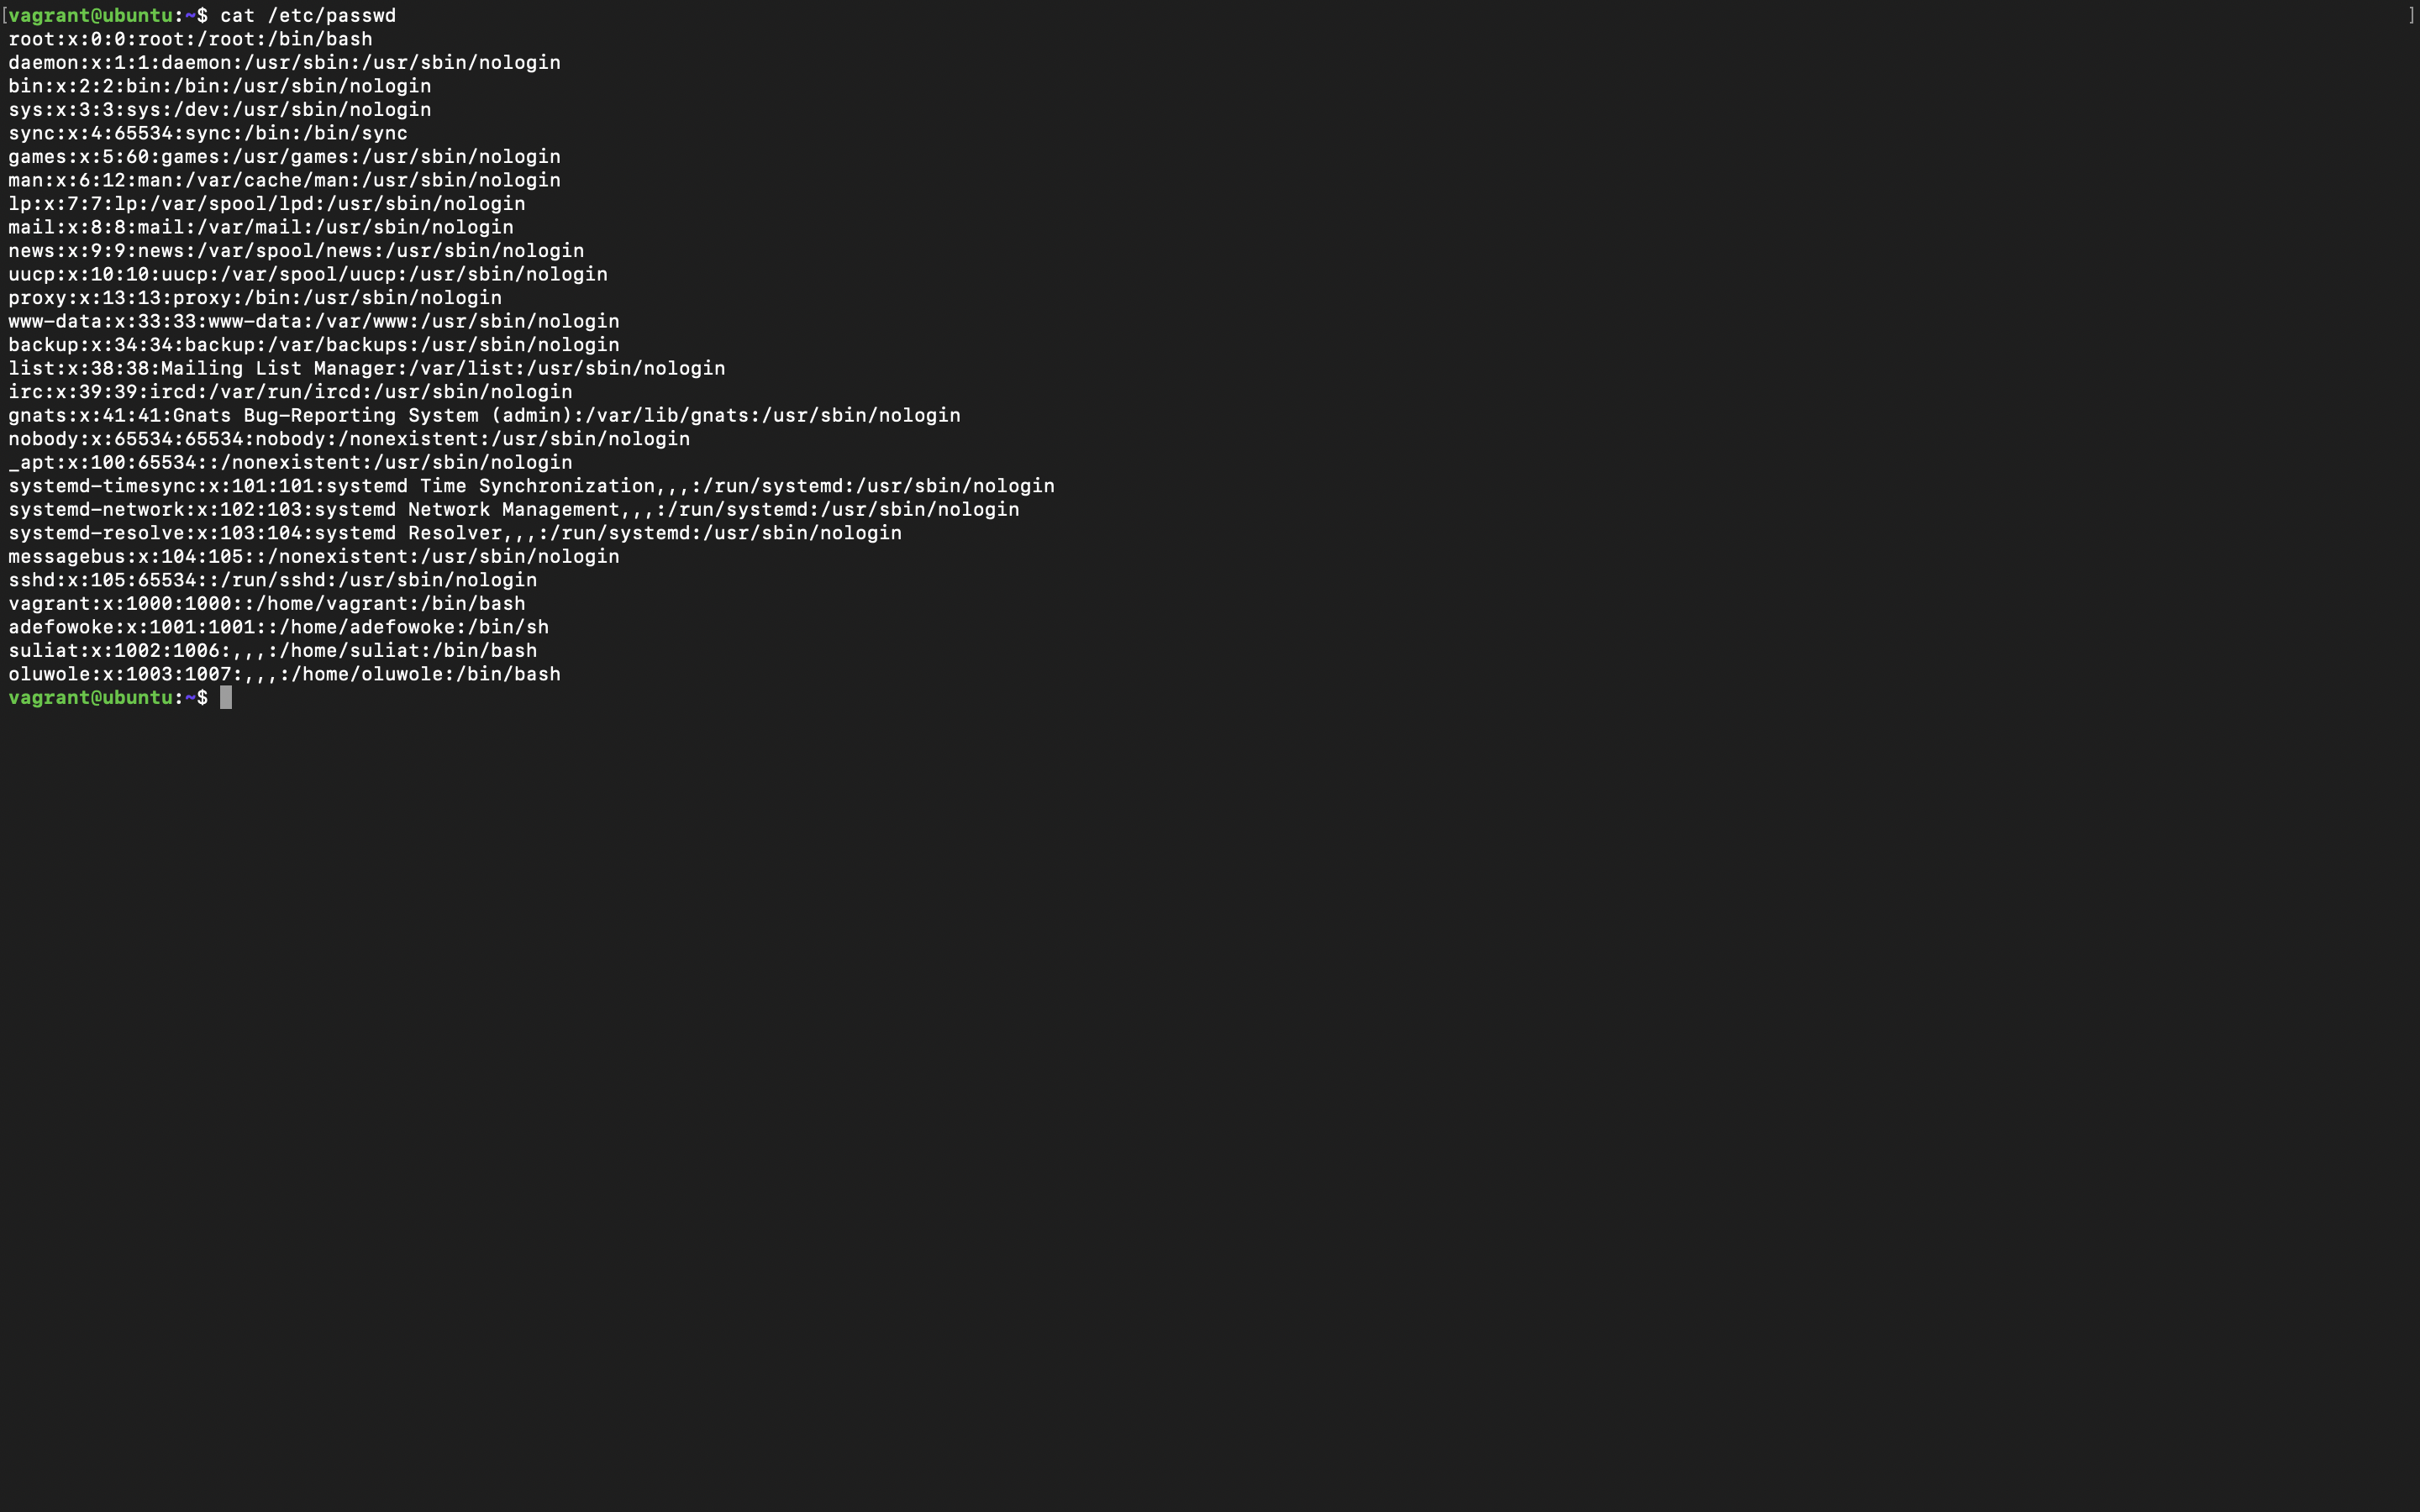 [vagrant@ubuntu:~$ cat /etc/passwd ]
root:x:0:0:root:/root:/bin/bash
daemon:x:1:1:daemon:/usr/sbin:/usr/sbin/nologin
bin:x:2:2:bin:/bin:/usr/sbin/nologin
sys:x:3:3:sys:/dev:/usr/sbin/nologin
sync:x:4:65534:sync:/bin:/bin/sync
games:x:5:60:games:/usr/games:/usr/sbin/nologin
man:x:6:12:man:/var/cache/man:/usr/sbin/nologin
lp:x:7:7:lp:/var/spool/lpd:/usr/sbin/nologin
mail:x:8:8:mail:/var/mail:/usr/sbin/nologin
news:x:9:9:news:/var/spool/news:/usr/sbin/nologin
uucp:x:10:10:uucp:/var/spool/uucp:/usr/sbin/nologin
proxy:x:13:13:proxy:/bin:/usr/sbin/nologin
www-data:x:33:33:www-data:/var/www:/usr/sbin/nologin
backup:x:34:34:backup:/var/backups:/usr/sbin/nologin
list:x:38:38:Mailing List Manager:/var/list:/usr/sbin/nologin
irc:x:39:39:ircd:/var/run/ircd:/usr/sbin/nologin
gnats:x:41:41:Gnats Bug-Reporting System (admin):/var/lib/gnats:/usr/sbin/nologin
nobody:x:65534:65534:nobody:/nonexistent:/usr/sbin/nologin
_apt:x:100:65534::/nonexistent:/usr/sbin/nologin
systemd-timesync:x:101:101:systemd Time Synchronization,,,:/run/systemd:/usr/sbin/nologin
systemd-network:x:102:103:systemd Network Management,,,:/run/systemd:/usr/sbin/nologin
systemd-resolve:x:103:104:systemd Resolver,,,:/run/systemd:/usr/sbin/nologin
messagebus:x:104:105::/nonexistent:/usr/sbin/nologin
sshd:x:105:65534::/run/sshd:/usr/sbin/nologin
vagrant:x:1000:1000::/home/vagrant:/bin/bash
adefowoke:x:1001:1001::/home/adefowoke:/bin/sh
suliat:x:1002:1006:,,,:/home/suliat:/bin/bash
oluwole:x:1003:1007:,,,:/home/oluwole:/bin/bash
vagrant@ubuntu:~$